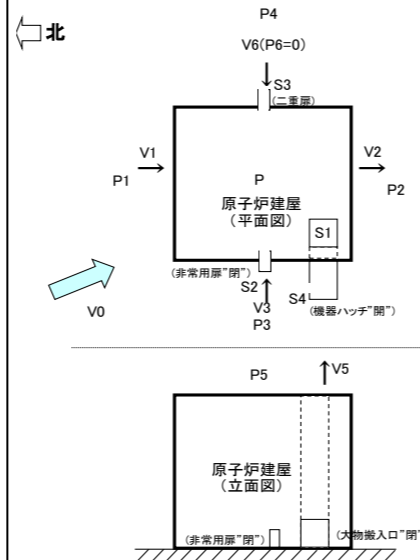 P4
北
V6(P6=0)
S3
(二重扉)
V1
V2
P1
P
P2
原子炉建屋
(平面図)
S1
(非常用扉”閉”)
S2
S4
(機器ハッチ”開”)
V3
V0
P3
P5
V5
原子炉建屋
(立面図)
(非常用扉”閉”)
(大物搬入口”閉”